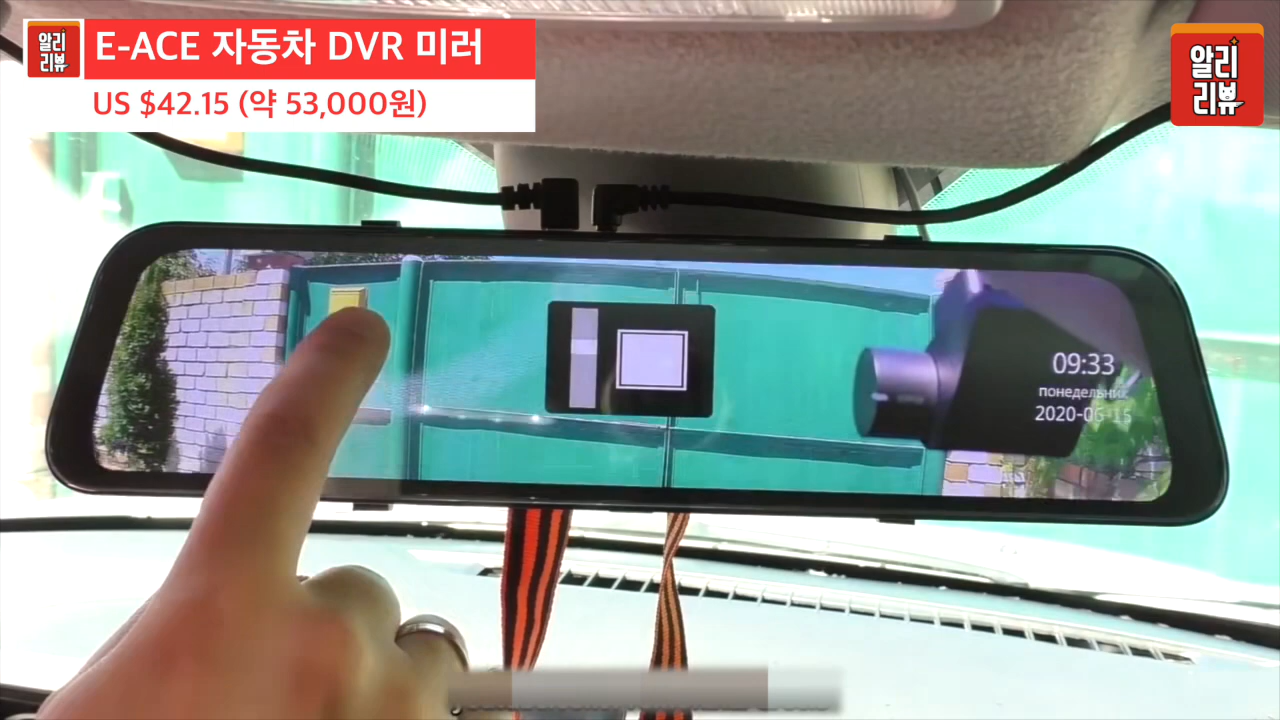 알리
리뷰
E-ACE 자동차 DVR 미러
US $42.15 (약 53,000원)
알리
리뷰
09:33
понедельник
2020-06-15